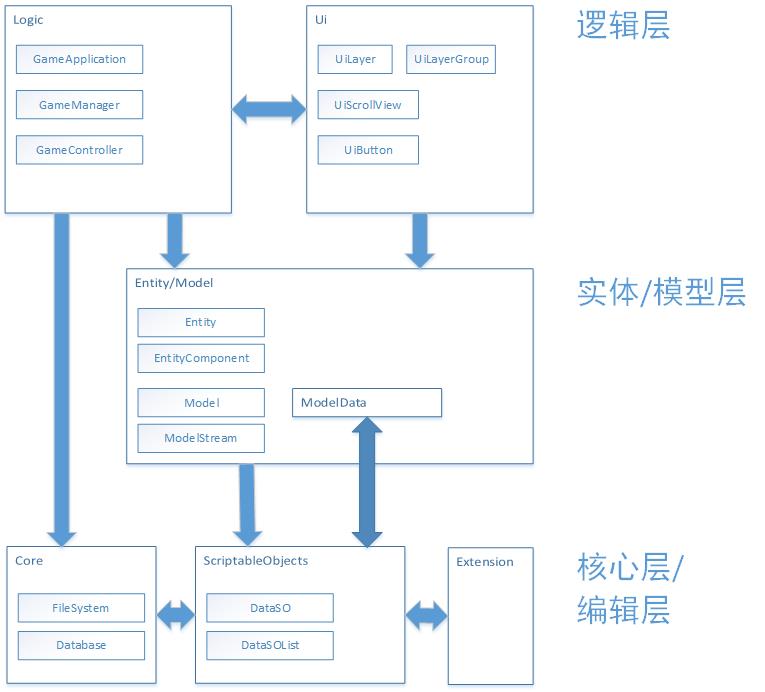 Logic
GameApplication
GameManager
GameController
Ui
UiLayer
UiLayerGroup
UiScrollView
UiButton
逻辑层
Entity/Model
Entity
EntityComponent
Model
ModelStream
ModelData
实体/模型层
Core
FileSystem
Database
ScriptableObjects
DataSO
DataSOList
Extension
核心层/
编辑层